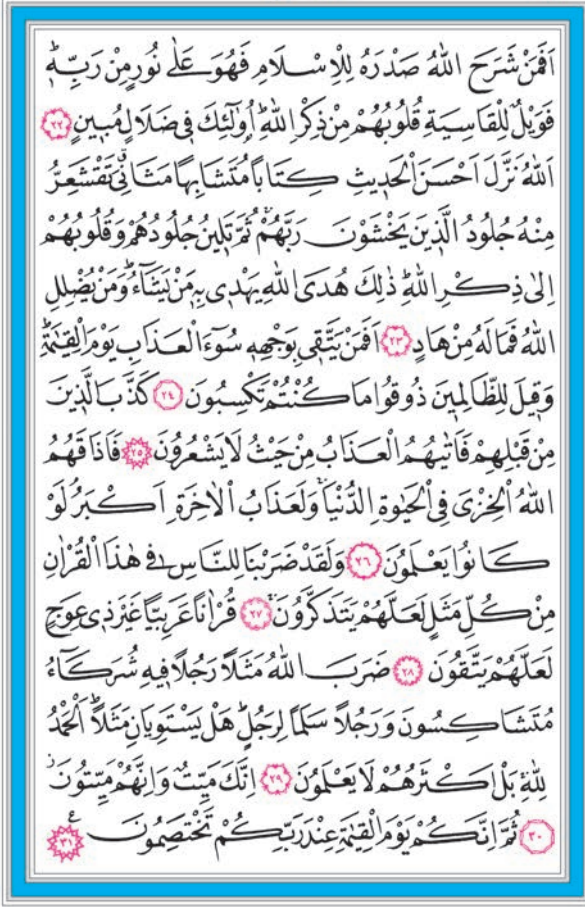 اَفَمَنْ شَرَحَ اللّٰهُ صَدْرَهُ لِلْاِسْلَامِ فَهُوَ عَلٰى نُورٍ مِنْ رَبِّهٖۜ
فَوَيْلٌ لِلْقَاسِيَةِ قُلُوبُهُمْ مِنْ ذِكْرِ اللّٰهِۜ اُو۬لٰٓئِكَ فٖى ضَلَالٍ مُبٖينٍ ﴿٢٢﴾
اَللّٰهُ نَزَّلَ اَحْسَنَ الْحَدٖيثِ كِتَابًا مُتَشَابِهًا مَثَانِىَۗ تَقْشَعِرُّ
مِنْهُ جُلُودُ الَّذٖينَ يَخْشَوْنَ رَبَّهُمْۚ ثُمَّ تَلٖينُ جُلُودُهُمْ وَقُلُوبُهُمْ
اِلٰى ذِكْرِ اللّٰهِۜ ذٰلِكَ هُدَى اللّٰهِ يَهْدٖى بِهٖ مَنْ يَشَٓاءُۜ وَمَنْ يُضْلِلِ
اللّٰهُ فَمَا لَهُ مِنْ هَادٍ ﴿٢٣﴾ اَفَمَنْ يَتَّقٖى بِوَجْهِهٖ سُٓوءَ الْعَذَابِ يَوْمَ الْقِيٰمَةِۜ
وَقٖيلَ لِلظَّالِمٖينَ ذُوقُوا مَا كُنْتُمْ تَكْسِبُونَ ﴿٢٤﴾ كَذَّبَ الَّذٖينَ
مِنْ قَبْلِهِمْ فَاَتٰيهُمُ الْعَذَابُ مِنْ حَيْثُ لَا يَشْعُرُونَ ﴿٢٥﴾ فَاَذَاقَهُمُ
اللّٰهُ الْخِزْىَ فِى الْحَيٰوةِ الدُّنْيَاۚ وَلَعَذَابُ الْاٰخِرَةِ اَكْبَرُۢ لَوْ
كَانُوا يَعْلَمُونَ ﴿٢٦﴾ وَلَقَدْ ضَرَبْنَا لِلنَّاسِ فٖى هٰذَا الْقُرْاٰنِ
مِنْ كُلِّ مَثَلٍ لَعَلَّهُمْ يَتَذَكَّرُونَۚ ﴿٢٧﴾ قُرْاٰنًا عَرَبِيًّا غَيْرَ ذٖى عِوَجٍ
لَعَلَّهُمْ يَتَّقُونَ ﴿٢٨﴾ ضَرَبَ اللّٰهُ مَثَلًا رَجُلًا فٖيهِ شُرَكَٓاءُ
مُتَشَاكِسُونَ وَرَجُلًا سَلَمًا لِرَجُلٍۜ هَلْ يَسْتَوِيَانِ مَثَلًاۜ اَلْحَمْدُ
لِلّٰهِۚ بَلْ اَكْثَرُهُمْ لَا يَعْلَمُونَ ﴿٢٩﴾ اِنَّكَ مَيِّتٌ وَاِنَّهُمْ مَيِّتُونَۘ
﴿٣٠﴾ ثُمَّ اِنَّكُمْ يَوْمَ الْقِيٰمَةِ عِنْدَ رَبِّكُمْ تَخْتَصِمُونَ ﴿٣١﴾ ع